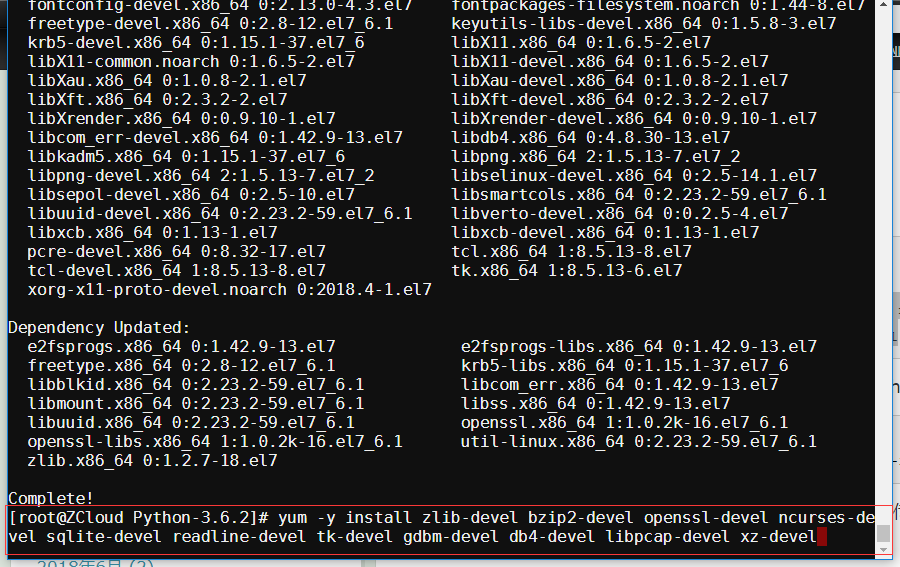 fontconfig-devel.x86_64 0:2.13.0-4.3.el7 fontpackages-filesystem.noarch 0:1.44-8.el7
freetype-devel.x86_64 0:2.8-12.el7_6.1 keyutils-libs-devel.x86_64 0:1.5.8-3.el7
krb5-devel.x86_64 0:1.15.1-37.el7_6 libX11.x86_64 0:1.6.5-2.el7
libX11-common.noarch 0:1.6.5-2.el7 libX11-devel.x86_64 0:1.6.5-2.el7
libXau.x86_64 0:1.0.8-2.1.el7 libXau-devel.x86_64 0:1.0.8-2.1.el7
libXft.x86_64 0:2.3.2-2.el7 libXft-devel.x86_64 0:2.3.2-2.el7
libXrender.x86_64 0:0.9.10-1.el7 libXrender-devel.x86_64 0:0.9.10-1.el7
libcom_err-devel.x86_64 0:1.42.9-13.el7 libdb4.x86_64 0:4.8.30-13.el7
libkadm5.x86_64 0:1.15.1-37.el7_6 libpng.x86_64 2:1.5.13-7.el7_2
libpng-devel.x86_64 2:1.5.13-7.el7_2 libselinux-devel.x86_64 0:2.5-14.1.el7
libsepol-devel.x86_64 0:2.5-10.el7 libsmartcols.x86_64 0:2.23.2-59.el7_6.1
libuuid-devel.x86_64 0:2.23.2-59.el7_6.1 libverto-devel.x86_64 0:0.2.5-4.el7
libxcb.x86_64 0:1.13-1.el7 libxcb-devel.x86_64 0:1.13-1.el7
pcre-devel.x86_64 0:8.32-17.el7 tcl.x86_64 1:8.5.13-8.el7
tcl-devel.x86_64 1:8.5.13-8.el7 tk.x86_64 1:8.5.13-6.el7
xorg-x11-proto-devel.noarch 0:2018.4-1.el7
Dependency Updated:
e2fsprogs.x86_64 0:1.42.9-13.el7 e2fsprogs-libs.x86_64 0:1.42.9-13.el7
freetype.x86_64 0:2.8-12.el7_6.1 krb5-libs.x86_64 0:1.15.1-37.el7_6
libblkid.x86_64 0:2.23.2-59.el7_6.1 libcom_err.x86_64 0:1.42.9-13.el7
libmount.x86_64 0:2.23.2-59.el7_6.1 libss.x86_64 0:1.42.9-13.el7
libuuid.x86_64 0:2.23.2-59.el7_6.1 openssl.x86_64 1:1.0.2k-16.el7_6.1
openssl-libs.x86_64 1:1.0.2k-16.el7_6.1 util-linux.x86_64 0:2.23.2-59.el7_6.1
zlib.x86_64 0:1.2.7-18.el7
Complete!
[root@ZCloud Python-3.6.2]# yum -y install zlib-devel bzip2-devel openssl-devel ncurses-de
vel sqlite-devel readline-devel tk-devel gdbm-devel db4-devel libpcap-devel xz-devel
2018年6月 (2)